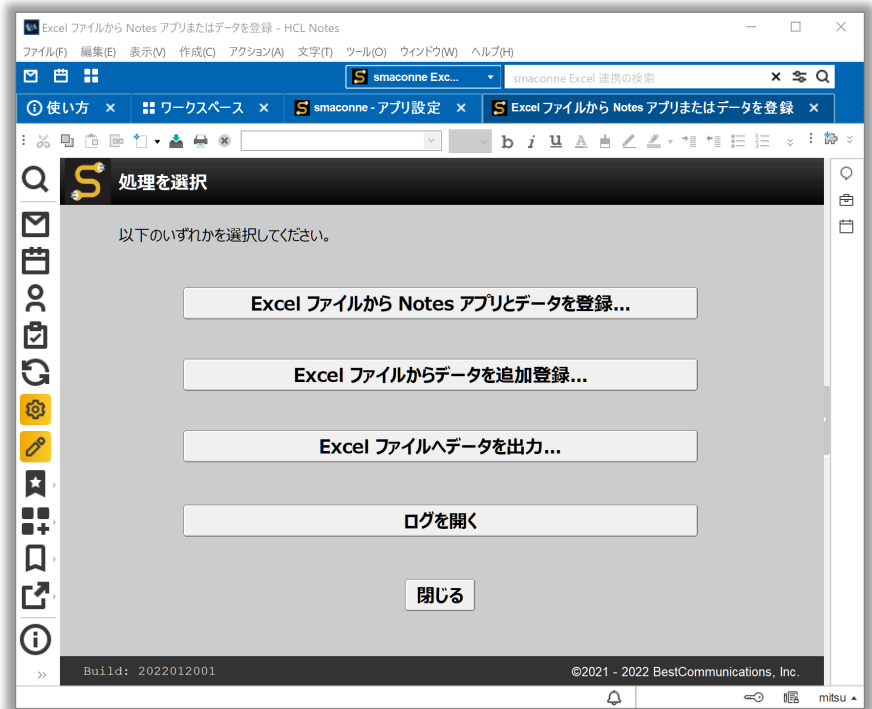 Excel ファイルから Notes アプリまたはデータを登録 - HCL Notes
ファイル(F) 編集(E) 表示(V) 作成(C) アクション(A) 文字(T) ツール(O) ウィンドウ(W) ヘルプ(H)
smaconne Exc... smaconne Excel 連携の検索
使い方 ワークスペース smaconne - アプリ設定 Excel ファイルから Notes アプリまたはデータを登録
処理を選択
以下のいずれかを選択してください。
Excel ファイルから Notes アプリとデータを登録...
Excel ファイルからデータを追加登録...
Excel ファイルへデータを出力...
ログを開く
閉じる
Build: 2022012001 ©2021 - 2022 BestCommunications, Inc.
mitsu